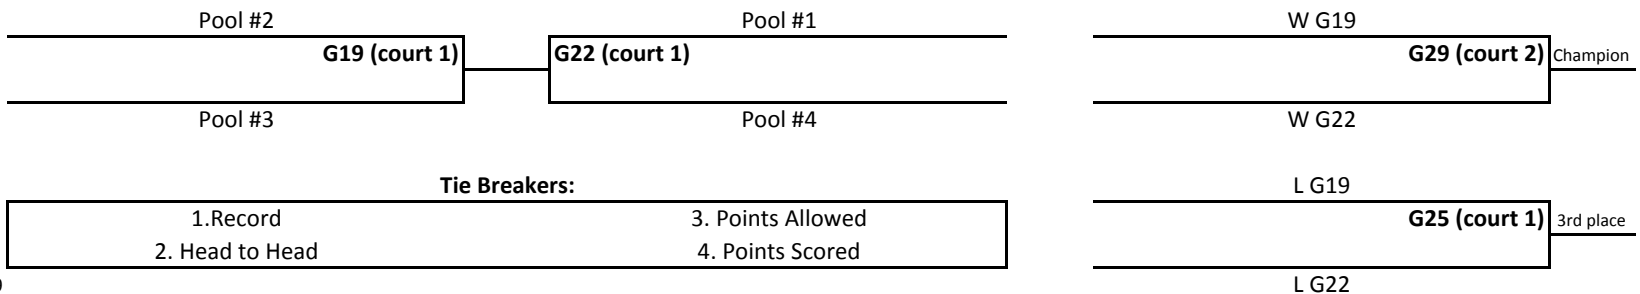 Pool #2 Pool #1 W G19
G19 (court 1) G22 (court 1) G29 (court 2) Champion
Pool #3 Pool #4 W G22
Tie Breakers: L G19
1.Record 3. Points Allowed G25 (court 1) 3rd place
2. Head to Head 4. Points Scored
L G22